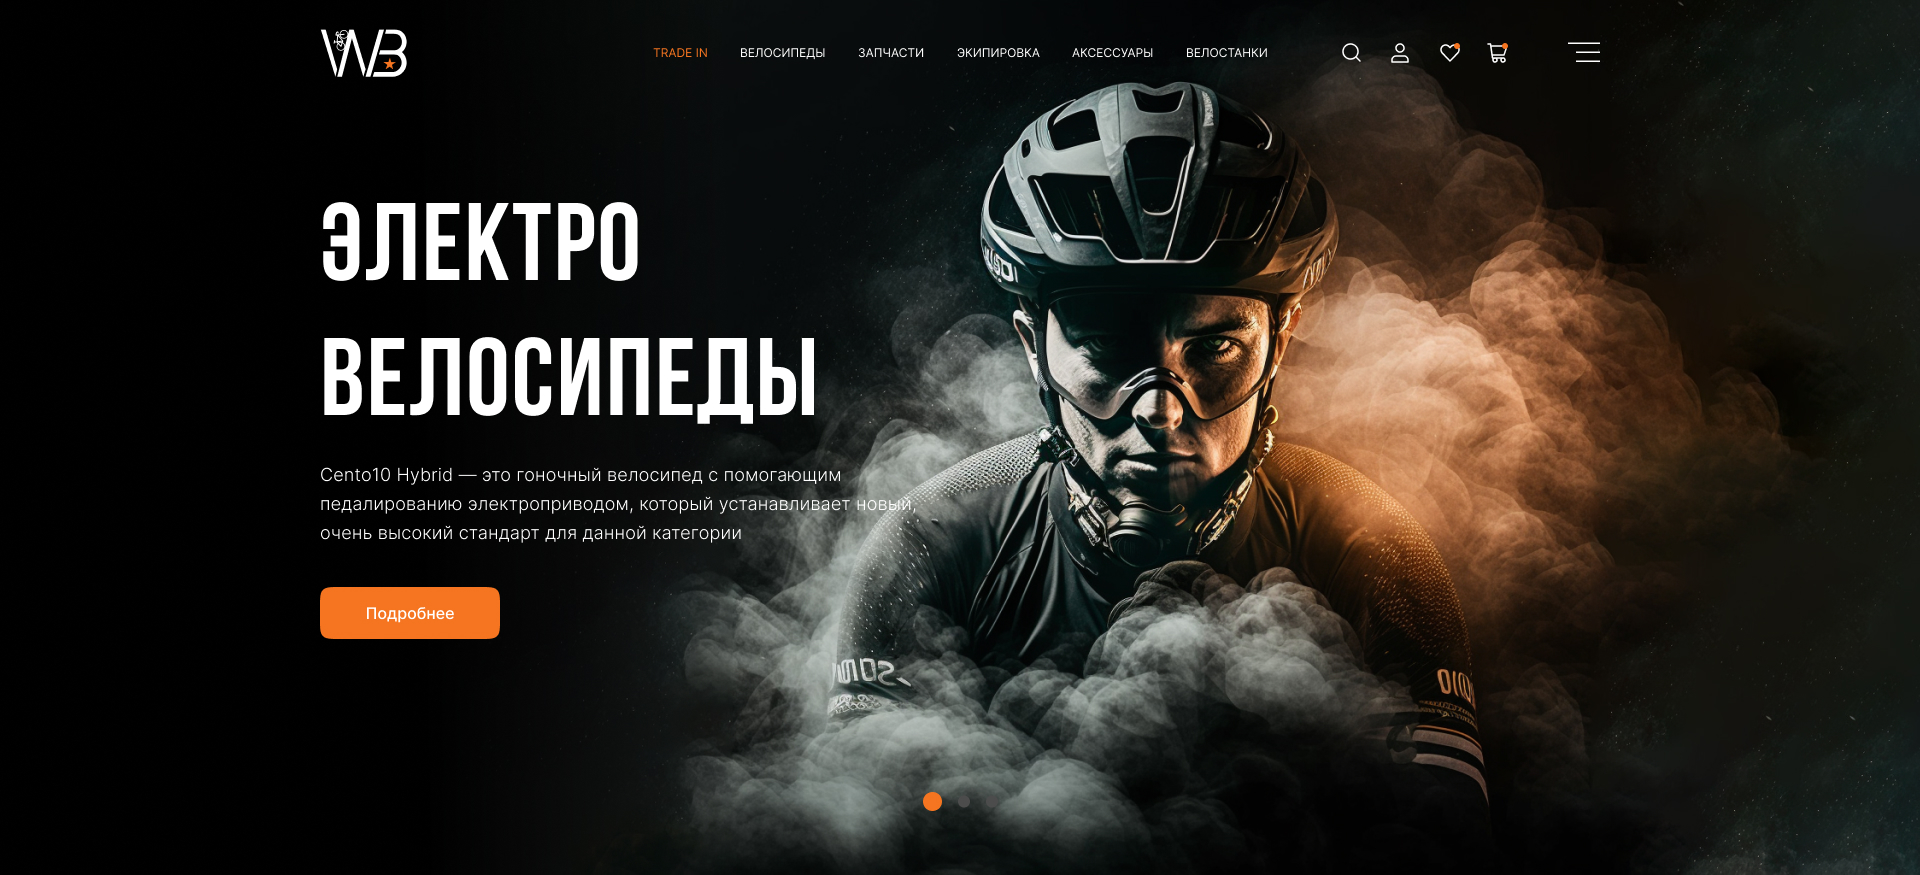 WB
TRADE IN
ВЕЛОСИПЕДЫ
ЗАПЧАСТИ
ЭКИПИРОВКА
АКСЕССУАРЫ
ВЕЛОСТАНКИ
ЭЛЕКТРО
ВЕЛОСИПЕДЫ
Cento10 Hybrid — это гоночный велосипед с помогающим
педалированию электроприводом, который устанавливает новый,
очень высокий стандарт для данной категории
Подробнее